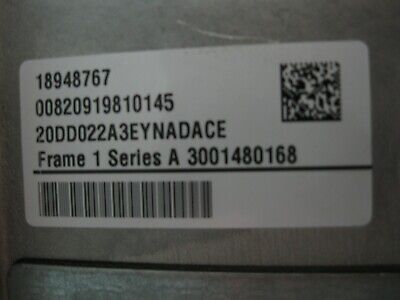 18948767
00820919810145
20DD022A3EYNADACE
Frame 1 Series A 3001480168